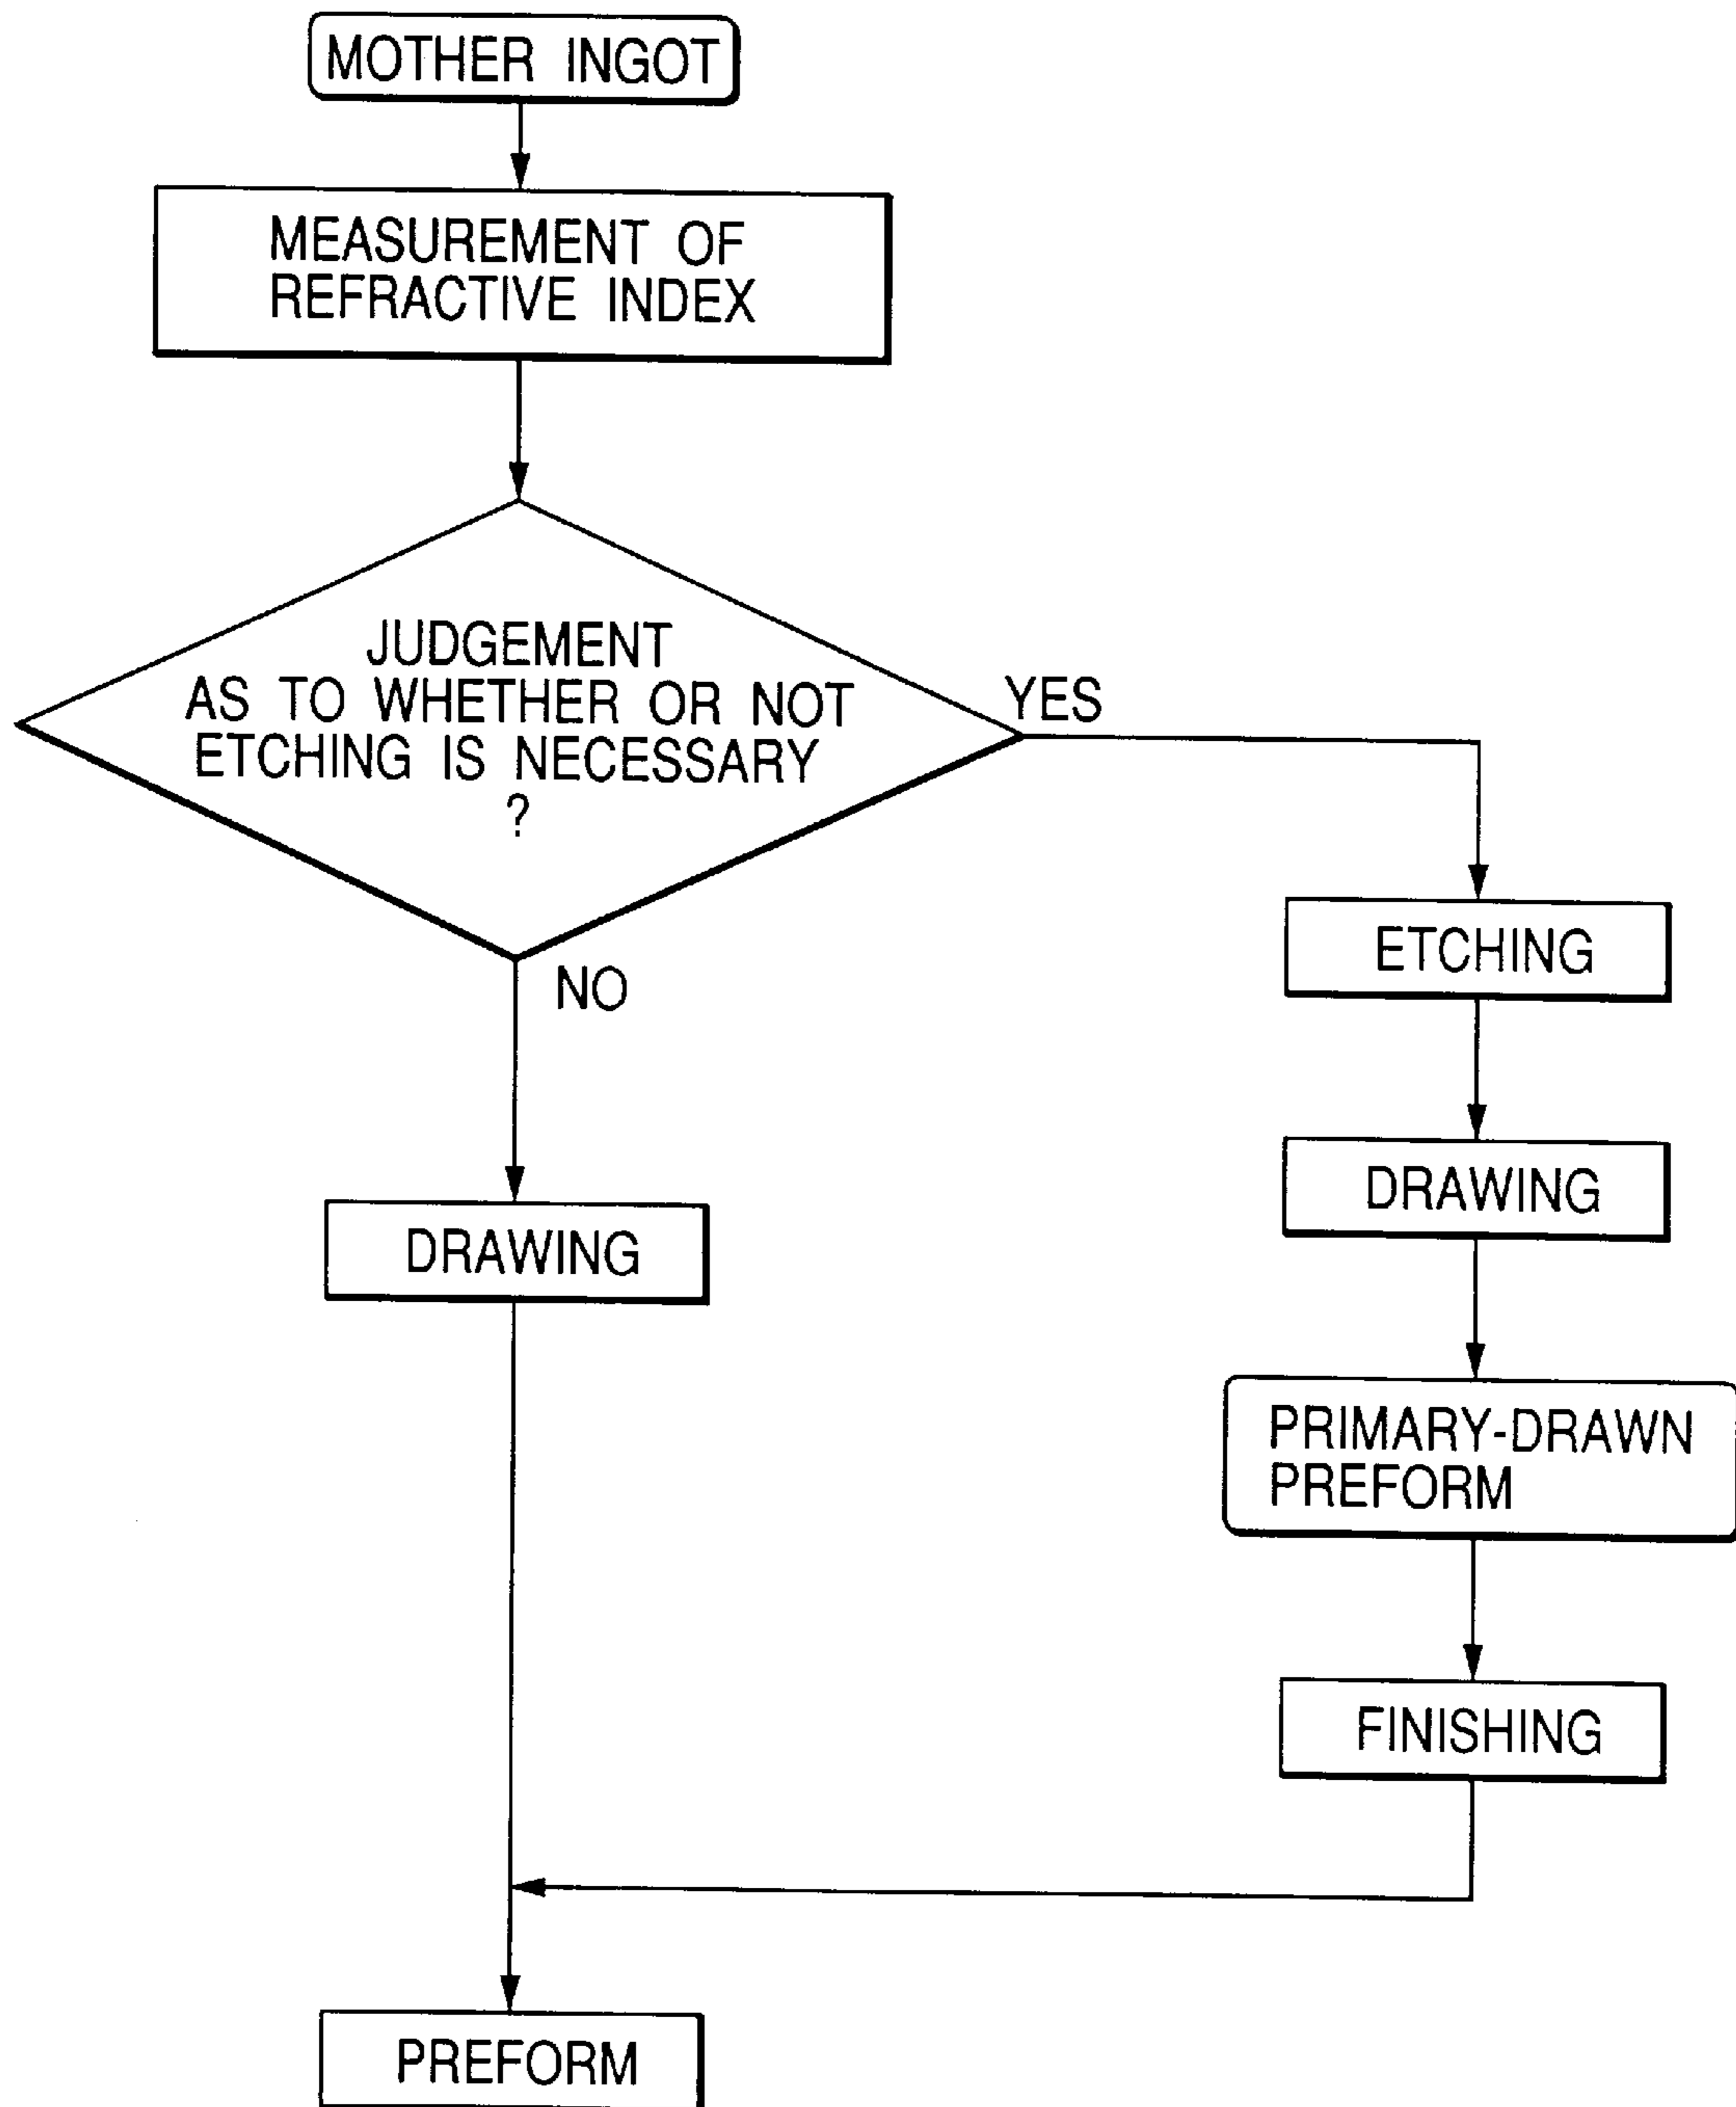 MOTHER INGOT
MEASUREMENT OF
REFRACTIVE INDEX
JUDGEMENT
AS TO WHETHER OR NOT
ETCHING IS NECESSARY
?
YES
NO
ETCHING
DRAWING
DRAWING
PRIMARY-DRAWN
PREFORM
FINISHING
PREFORM